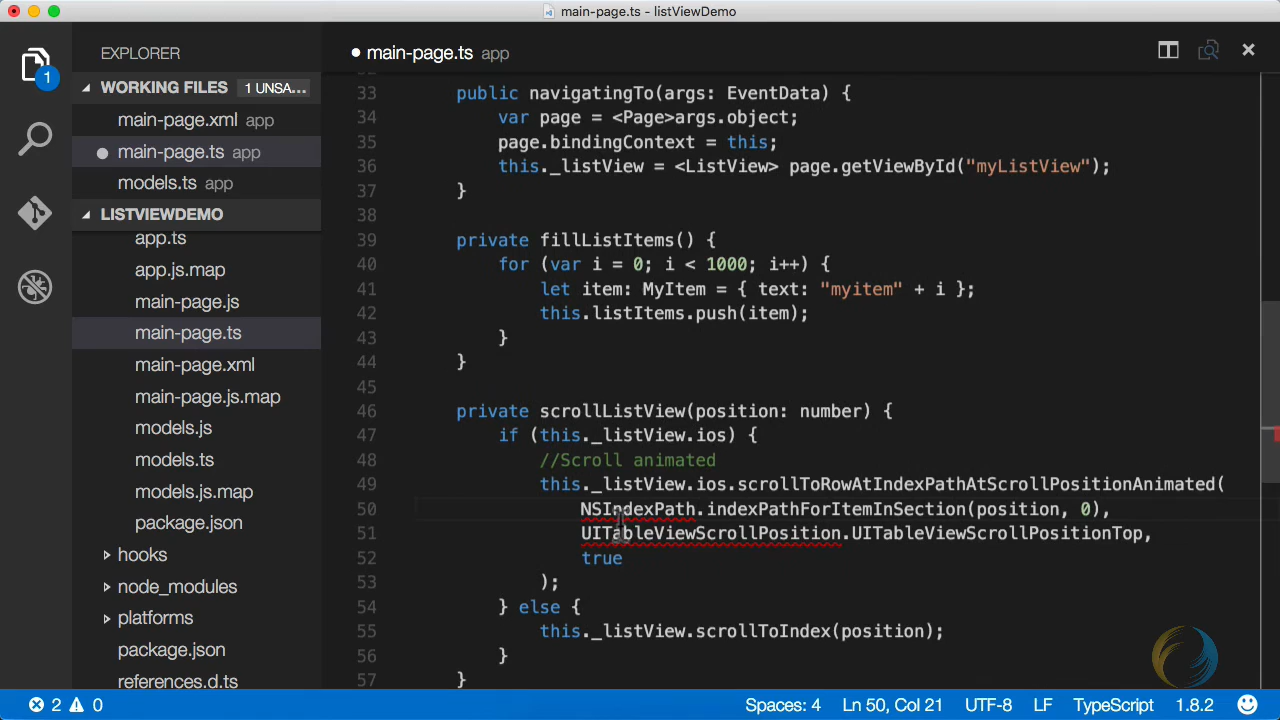 main-page.ts - listViewDemo
EXPLORER
WORKING FILES 1 UNSA...
main-page.xml app
main-page.ts app
models.ts app
LISTVIEWDEMO
app.ts
app.js.map
main-page.js
main-page.ts
main-page.xml
main-page.js.map
models.js
models.ts
models.js.map
package.json
hooks
node_modules
platforms
package.json
references.d.ts
1
main-page.ts app
33 public navigatingTo(args: EventData) {
34 var page = <Page>args.object;
35 page.bindingContext = this;
36 this._listView = <ListView> page.getViewById("myListView");
37 }
38
39 private fillListItems() {
40 for (var i = 0; i < 1000; i++) {
41 let item: MyItem = { text: "myitem" + i };
42 this.listItems.push(item);
43 }
44 }
45
46 private scrollListView(position: number) {
47 if (this._listView.ios) {
48 //Scroll animated
49 this._listView.ios.scrollToRowAtIndexPathAtScrollPositionAnimated(
50 NSIndexPath.indexPathForItemInSection(position, 0),
51 UITableViewScrollPosition.UITableViewScrollPositionTop,
52 true
53 );
54 } else {
55 this._listView.scrollToIndex(position);
56 }
57 }
2 0 Spaces: 4 Ln 50, Col 21 UTF-8 LF TypeScript 1.8.2